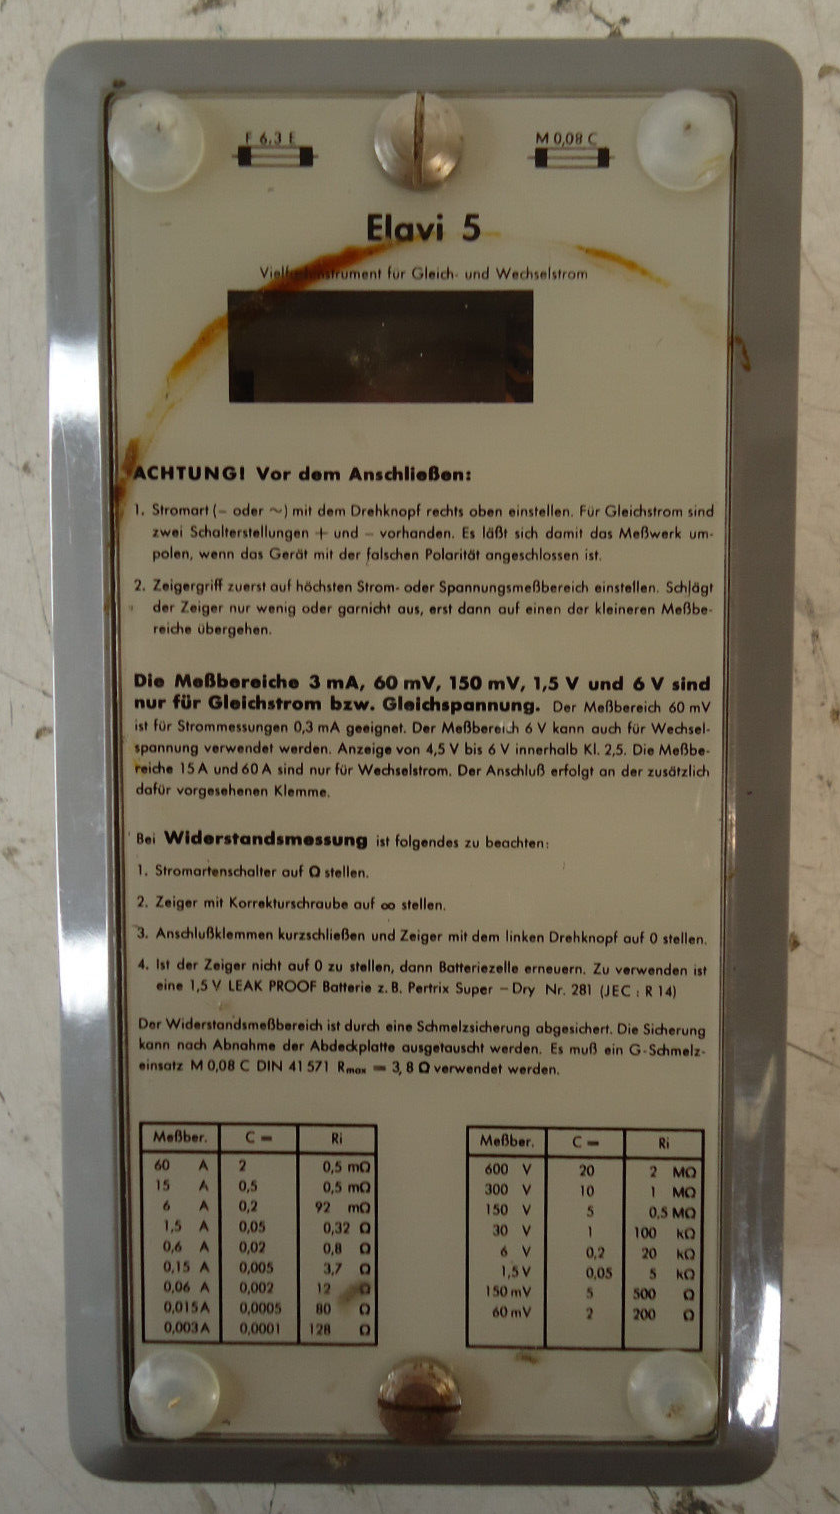 F 6,3 E M 0,08 C
Elavi 5
Vielfachinstrument für Gleich- und Wechselstrom
ACHTUNG! Vor dem Anschließen:
1. Stromart (– oder ~) mit dem Drehknopf rechts oben einstellen. Für Gleichstrom sind
zwei Schalterstellungen + und – vorhanden. Es läßt sich damit das Meßwerk um-
polen, wenn das Gerät mit der falschen Polarität angeschlossen ist.
2. Zeigergriff zuerst auf höchsten Strom- oder Spannungsmeßbereich einstellen. Schlägt
der Zeiger nur wenig oder garnicht aus, erst dann auf einen der kleineren Meßbe-
reiche übergehen.
Die Meßbereiche 3 mA, 60 mV, 150 mV, 1,5 V und 6 V sind
nur für Gleichstrom bzw. Gleichspannung. Der Meßbereich 60 mV
ist für Strommessungen 0,3 mA geeignet. Der Meßbereich 6 V kann auch für Wechsel-
spannung verwendet werden. Anzeige von 4,5 V bis 6 V innerhalb Kl. 2,5. Die Meßbe-
reiche 15 A und 60 A sind nur für Wechselstrom. Der Anschluß erfolgt an der zusätzlich
dafür vorgesehenen Klemme.
Bei Widerstandsmessung ist folgendes zu beachten:
1. Stromartenschalter auf Ω stellen.
2. Zeiger mit Korrekturschraube auf ∞ stellen.
3. Anschlußklemmen kurzschließen und Zeiger mit dem linken Drehknopf auf 0 stellen.
4. Ist der Zeiger nicht auf 0 zu stellen, dann Batteriezelle erneuern. Zu verwenden ist
eine 1,5 V LEAK PROOF Batterie z. B. Pertrix Super – Dry Nr. 281 (JEC : R 14)
Der Widerstandsmeßbereich ist durch eine Schmelzsicherung abgesichert. Die Sicherung
kann nach Abnahme der Abdeckplatte ausgetauscht werden. Es muß ein G-Schmelz-
einsatz M 0,08 C DIN 41 571 Rmax = 3,8 Ω verwendet werden.
Meßber. C = Ri
60 A 2 0,5 mΩ
15 A 0,5 0,5 mΩ
6 A 0,2 92 mΩ
1,5 A 0,05 0,32 Ω
0,6 A 0,02 0,8 Ω
0,15 A 0,005 3,7 Ω
0,06 A 0,002 12 Ω
0,015 A 0,0005 80 Ω
0,003 A 0,0001 128 Ω
Meßber. C = Ri
600 V 20 2 MΩ
300 V 10 1 MΩ
150 V 5 0,5 MΩ
30 V 1 100 kΩ
6 V 0,2 20 kΩ
1,5 V 0,05 5 kΩ
150 mV 5 500 Ω
60 mV 2 200 Ω